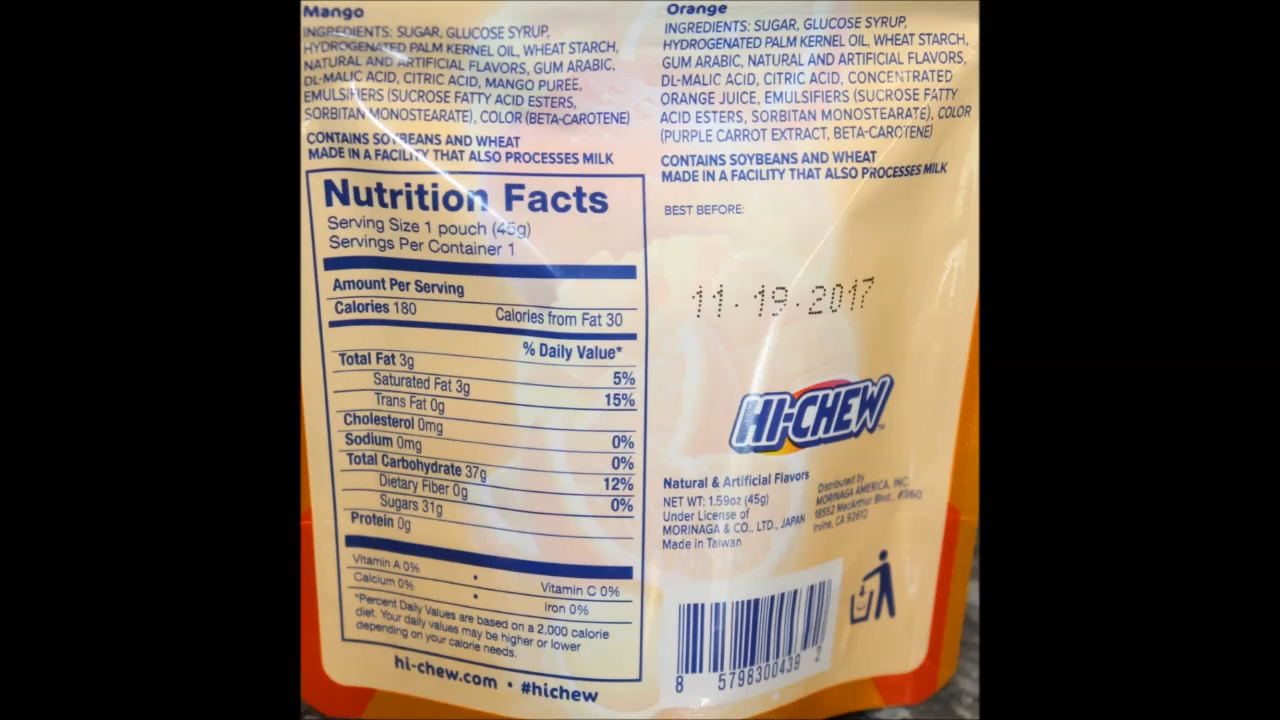 Mango
INGREDIENTS: SUGAR, GLUCOSE SYRUP,
HYDROGENATED PALM KERNEL OIL, WHEAT STARCH,
NATURAL AND ARTIFICIAL FLAVORS, GUM ARABIC,
DL-MALIC ACID, CITRIC ACID, MANGO PUREE,
EMULSIFIERS (SUCROSE FATTY ACID ESTERS,
SORBITAN MONOSTEARATE), COLOR (BETA-CAROTENE)
CONTAINS SOYBEANS AND WHEAT
MADE IN A FACILITY THAT ALSO PROCESSES MILK
Nutrition Facts
Serving Size 1 pouch (45g)
Servings Per Container 1
Amount Per Serving
Calories 180 Calories from Fat 30
% Daily Value*
Total Fat 3g 5%
Saturated Fat 3g 15%
Trans Fat 0g
Cholesterol 0mg 0%
Sodium 0mg 0%
Total Carbohydrate 37g 12%
Dietary Fiber 0g 0%
Sugars 31g
Protein 0g
Vitamin A 0% • Vitamin C 0%
Calcium 0% • Iron 0%
*Percent Daily Values are based on a 2,000 calorie
diet. Your daily values may be higher or lower
depending on your calorie needs.
hi-chew.com • #hichew
Orange
INGREDIENTS: SUGAR, GLUCOSE SYRUP,
HYDROGENATED PALM KERNEL OIL, WHEAT STARCH,
GUM ARABIC, NATURAL AND ARTIFICIAL FLAVORS,
DL-MALIC ACID, CITRIC ACID, CONCENTRATED
ORANGE JUICE, EMULSIFIERS (SUCROSE FATTY
ACID ESTERS, SORBITAN MONOSTEARATE), COLOR
(PURPLE CARROT EXTRACT, BETA-CAROTENE)
CONTAINS SOYBEANS AND WHEAT
MADE IN A FACILITY THAT ALSO PROCESSES MILK
BEST BEFORE:
11·19·2017
HI-CHEW™
Natural & Artificial Flavors
NET WT: 1.59oz (45g)
Under License of
MORINAGA & CO., LTD., JAPAN
Made in Taiwan
Distributed by
MORINAGA AMERICA, INC.
18552 MacArthur Blvd., #360
Irvine, CA 92612
8 5798300439 2